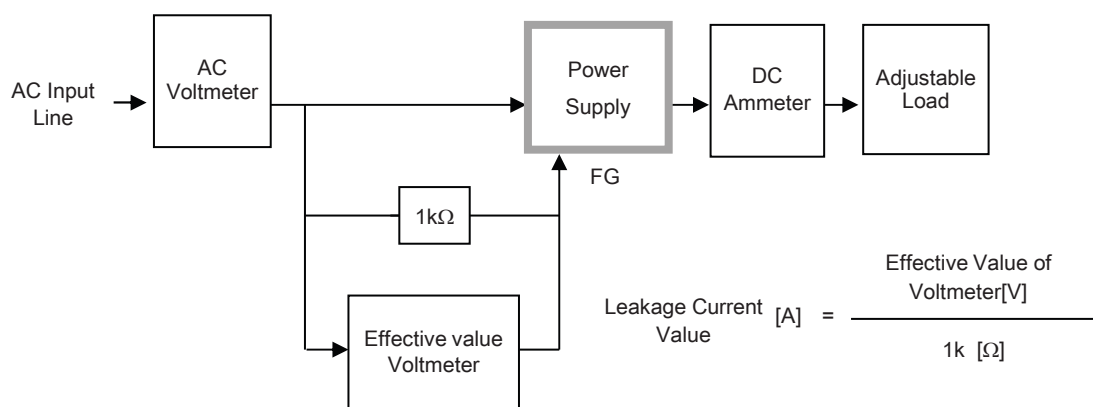 AC Input
Line
AC
Voltmeter
Power
Supply
DC
Ammeter
Adjustable
Load
FG
1kΩ
Effective value
Voltmeter
Leakage Current
Value
[A] =
Effective Value of
Voltmeter[V]
1k [Ω]